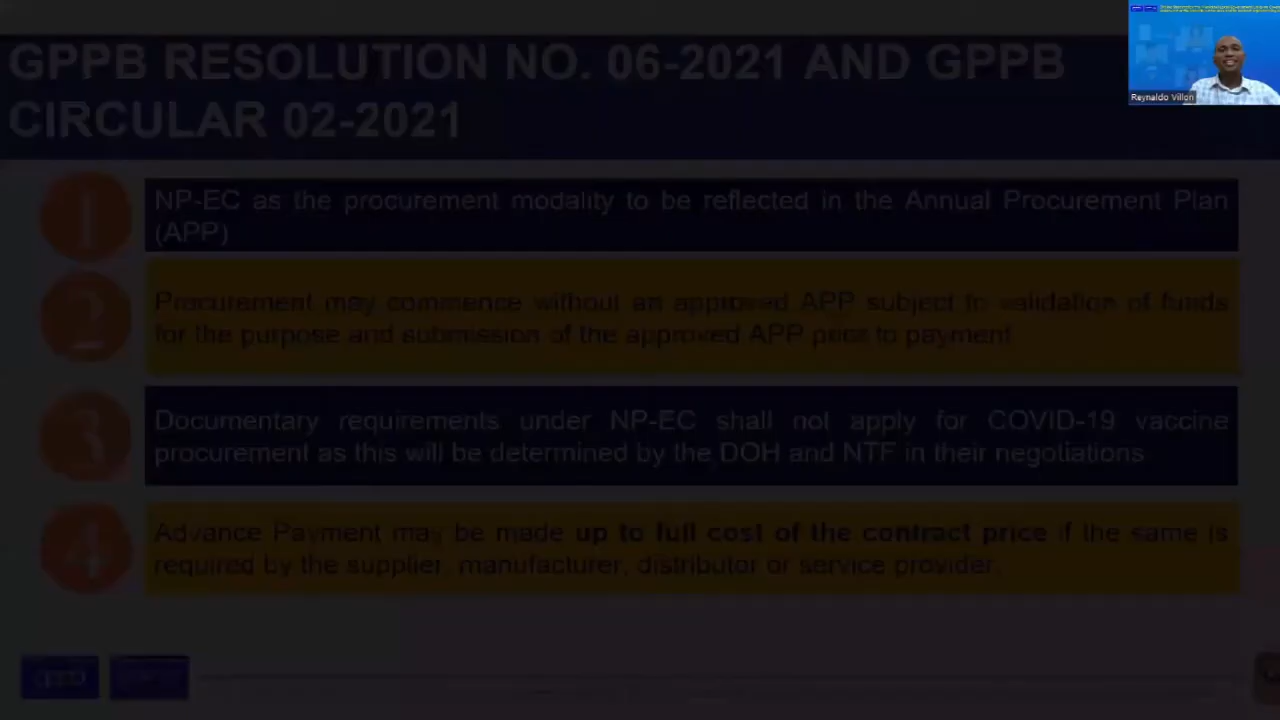 GPPB RESOLUTION NO. 06-2021 AND GPPB
CIRCULAR 02-2021
Reynaldo Villon
1
NP-EC as the procurement modality to be reflected in the Annual Procurement Plan
(APP)
2
Procurement may commence without an approved APP subject to validation of funds
for the purpose and submission of the approved APP prior to payment
3
Documentary requirements under NP-EC shall not apply for COVID-19 vaccine
procurement as this will be determined by the DOH and NTF in their negotiations
4
Advance Payment may be made up to full cost of the contract price if the same is
required by the supplier, manufacturer, distributor or service provider.